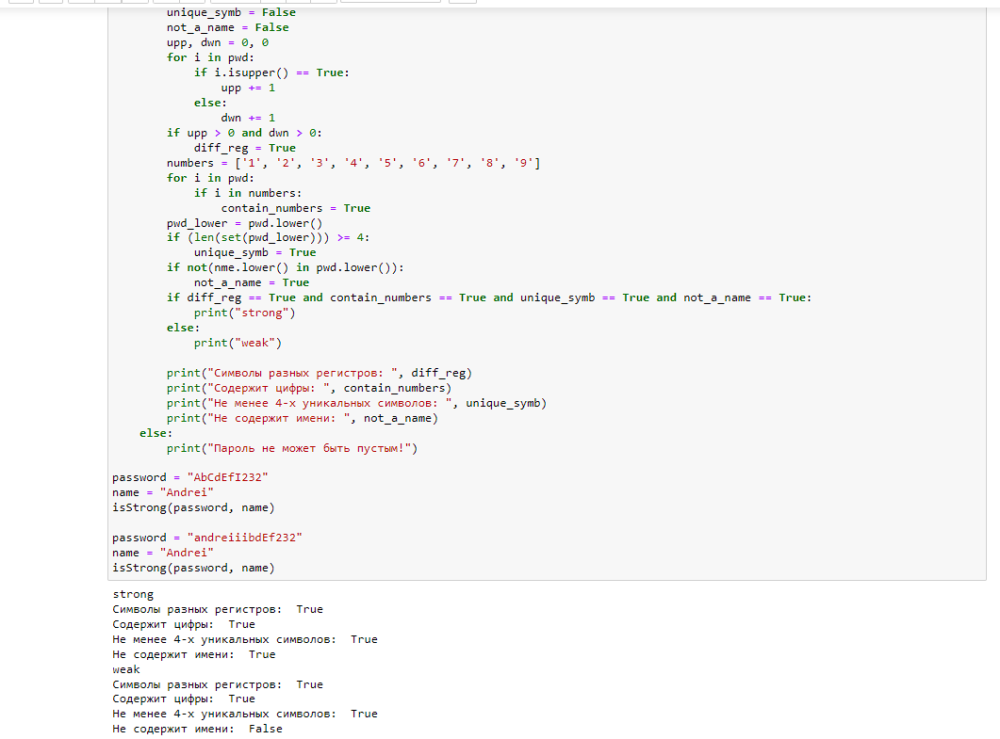 unique_symb = False
        not_a_name = False
        upp, dwn = 0, 0
        for i in pwd:
            if i.isupper() == True:
                upp += 1
            else:
                dwn += 1
        if upp > 0 and dwn > 0:
            diff_reg = True
        numbers = ['1', '2', '3', '4', '5', '6', '7', '8', '9']
        for i in pwd:
            if i in numbers:
                contain_numbers = True
        pwd_lower = pwd.lower()
        if (len(set(pwd_lower))) >= 4:
            unique_symb = True
        if not(nme.lower() in pwd.lower()):
            not_a_name = True
        if diff_reg == True and contain_numbers == True and unique_symb == True and not_a_name == True:
            print("strong")
        else:
            print("weak")
        print("Символы разных регистров: ", diff_reg)
        print("Содержит цифры: ", contain_numbers)
        print("Не менее 4-х уникальных символов: ", unique_symb)
        print("Не содержит имени: ", not_a_name)
    else:
        print("Пароль не может быть пустым!")
password = "AbCdEfI232"
name = "Andrei"
isStrong(password, name)
password = "andreiiibdEf232"
name = "Andrei"
isStrong(password, name)
strong
Символы разных регистров:  True
Содержит цифры:  True
Не менее 4-х уникальных символов:  True
Не содержит имени:  True
weak
Символы разных регистров:  True
Содержит цифры:  True
Не менее 4-х уникальных символов:  True
Не содержит имени:  False